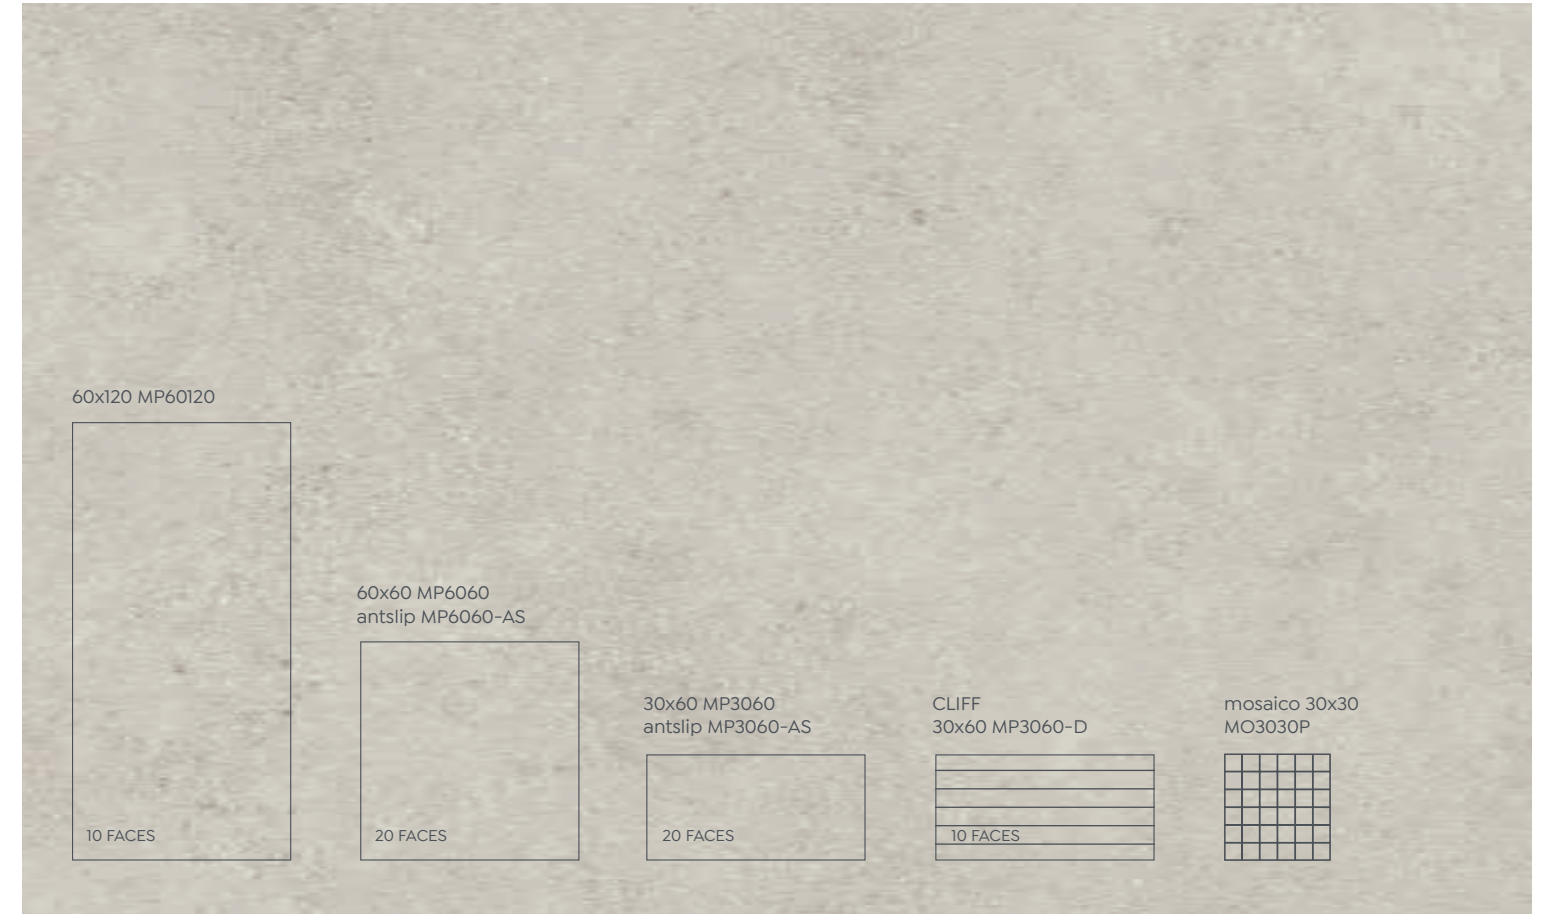 60x120 MP60120
10 FACES
60x60 MP6060
antslip MP6060-AS
20 FACES
30x60 MP3060
antslip MP3060-AS
20 FACES
CLIFF
30x60 MP3060-D
10 FACES
mosaico 30x30
MO3030P